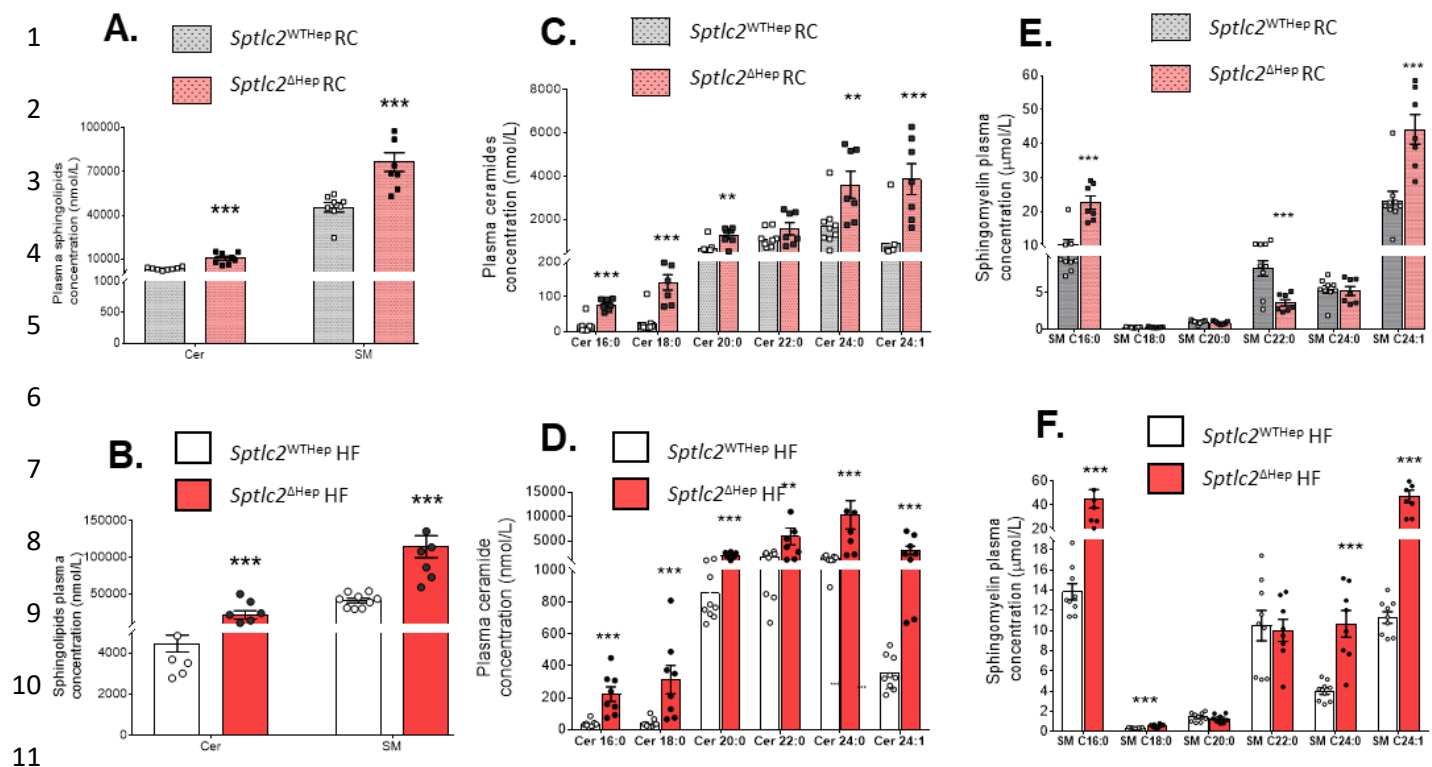 1
2
3
4
5
6
7
8
9
10
11
A.
Sptlc2WTHep RC
Sptlc2ΔHep RC
Plasma sphingolipids
concentration (nmol/L)
100000
70000
40000
10000
1000
500
0
***
***
Cer
SM
B.
Sptlc2WTHep HF
Sptlc2ΔHep HF
Sphingolipids plasma
concentration (nmol/L)
150000
100000
50000
4000
2000
0
***
***
Cer
SM
C.
Sptlc2WTHep RC
Sptlc2ΔHep RC
Plasma ceramides
concentration (nmol/L)
8000
6000
4000
2000
200
100
0
***
***
**
**
***
Cer 16:0 Cer 18:0 Cer 20:0 Cer 22:0 Cer 24:0 Cer 24:1
D.
Sptlc2WTHep HF
Sptlc2ΔHep HF
Plasma ceramide
concentration (nmol/L)
15000
10000
5000
1000
800
600
400
200
0
***
***
***
**
***
***
Cer 16:0 Cer 18:0 Cer 20:0 Cer 22:0 Cer 24:0 Cer 24:1
E.
Sptlc2WTHep RC
Sptlc2ΔHep RC
Sphingomyelin plasma
concentration (μmol/L)
60
50
40
30
20
10
5
0
***
***
***
SM C16:0 SM C18:0 SM C20:0 SM C22:0 SM C24:0 SM C24:1
F.
Sptlc2WTHep HF
Sptlc2ΔHep HF
Sphingomyelin plasma
concentration (μmol/L)
60
40
20
18
16
14
12
10
8
6
4
2
0
***
***
***
***
SM C16:0 SM C18:0 SM C20:0 SM C22:0 SM C24:0 SM C24:1